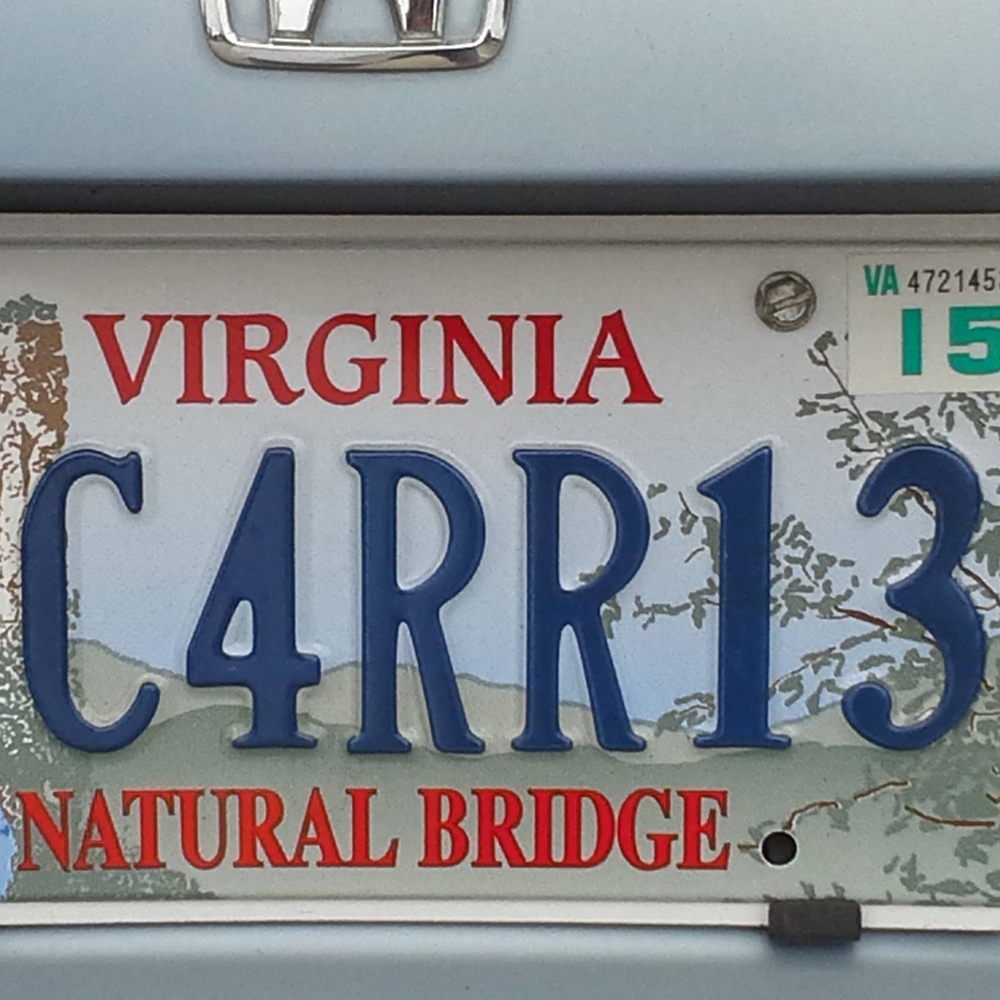 VA 472145
15
VIRGINIA
C4RR13
NATURAL BRIDGE